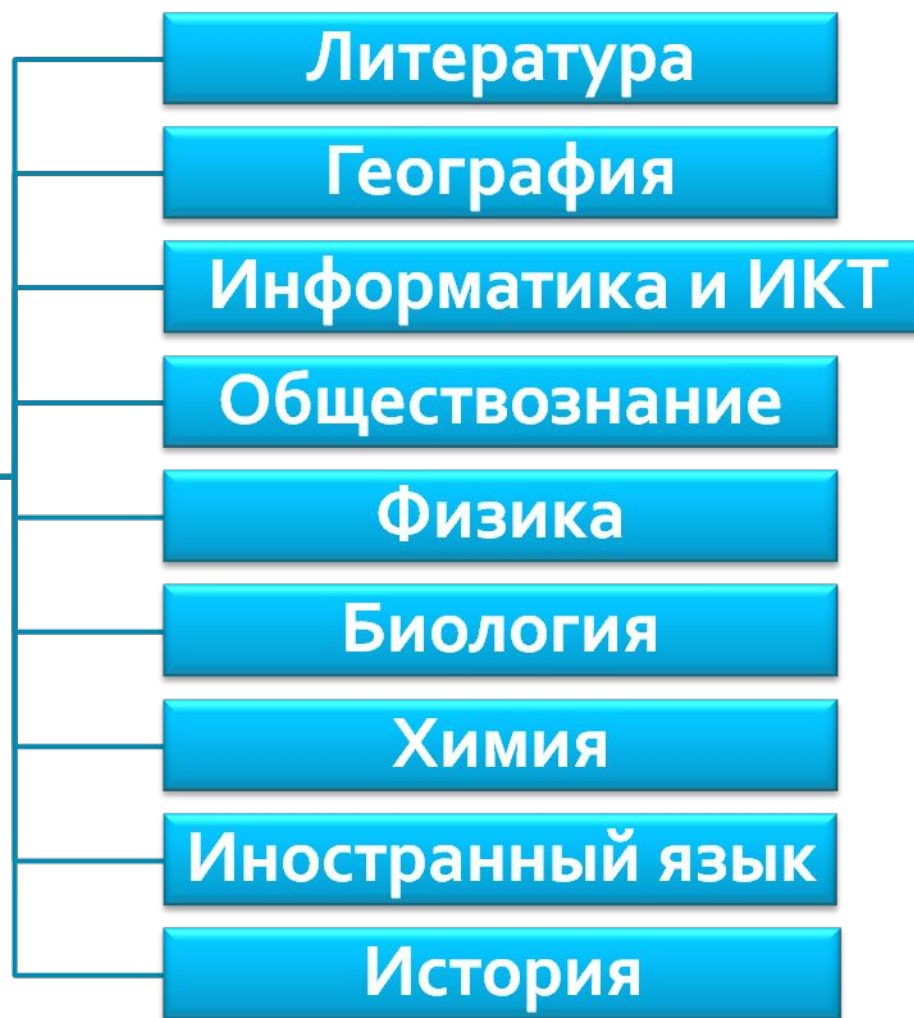 Литература
География
Информатика и ИКТ
Обществознание
Физика
Биология
Химия
Иностранный язык
История